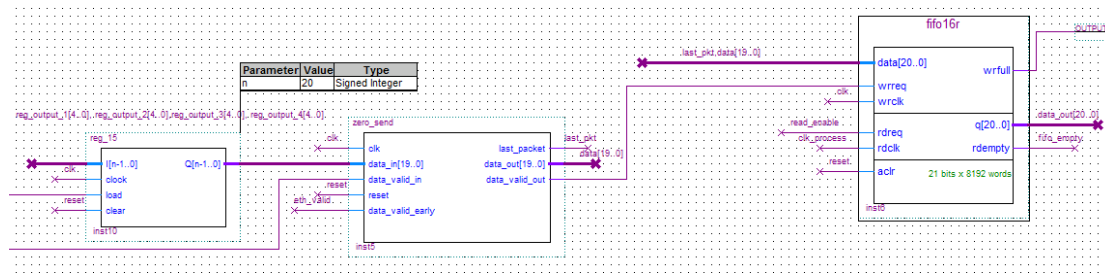 fifo16r
OUTPUT
last_pkt,data[19..0]
data[20..0]
wrfull
wrreq
.clk.
wrclk
.read_enable
rdreq
clk_process
rdclk
.reset.
aclr
q[20..0]
.data_out[20..0]
rdempty
fifo_empty
21 bits x 8192 words
inst6
Parameter Value Type
n 20 Signed Integer
reg_output_1[4..0],.reg_output_2[4..0],reg_output_3[4..0],.reg_output_4[4..0]
reg_15
I[n-1..0]
Q[n-1..0]
.clk.
clock
load
.reset
clear
inst10
zero_send
.clk.
clk
data_in[19..0]
data_valid_in
.reset
reset
eth_valid
data_valid_early
last_packet
last_pkt
data_out[19..0]
data[19..0]
data_valid_out
inst5